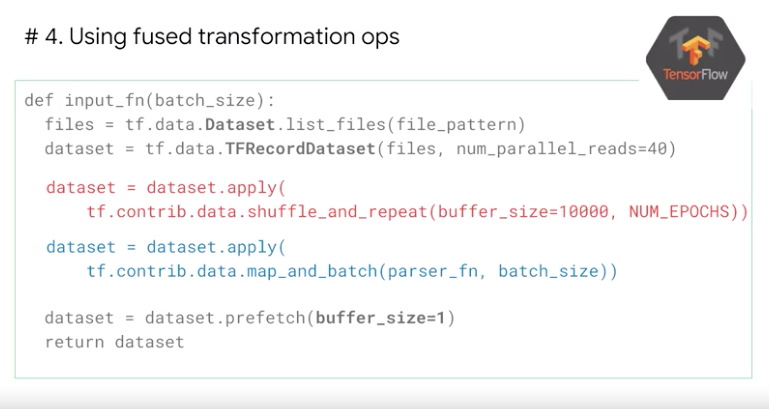 # 4. Using fused transformation ops
TensorFlow
def input_fn(batch_size):
files = tf.data.Dataset.list_files(file_pattern)
dataset = tf.data.TFRecordDataset(files, num_parallel_reads=40)
dataset = dataset.apply(
tf.contrib.data.shuffle_and_repeat(buffer_size=10000, NUM_EPOCHS))
dataset = dataset.apply(
tf.contrib.data.map_and_batch(parser_fn, batch_size))
dataset = dataset.prefetch(buffer_size=1)
return dataset